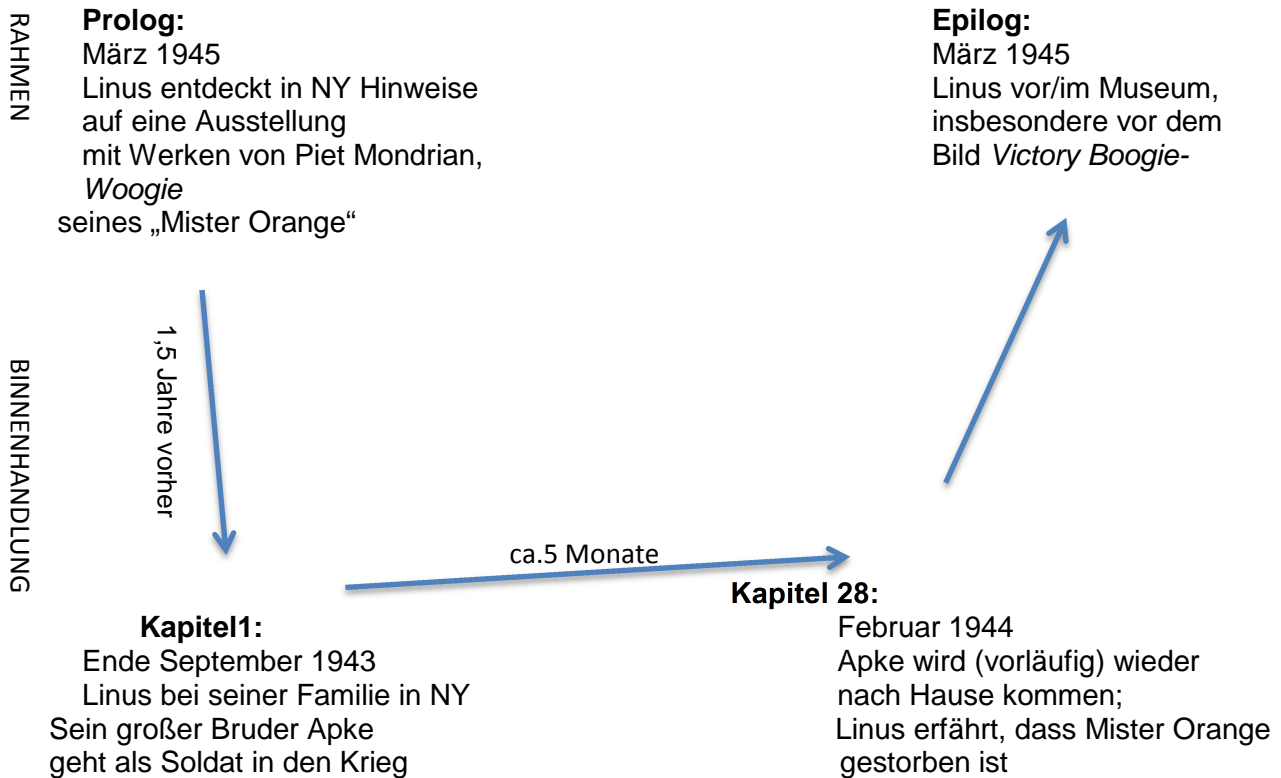 RAHMEN
Prolog:
März 1945
Linus entdeckt in NY Hinweise
auf eine Ausstellung
mit Werken von Piet Mondrian,
Woogie
seines „Mister Orange“
Epilog:
März 1945
Linus vor/im Museum,
insbesondere vor dem
Bild Victory Boogie-
1,5 Jahre vorher
BINNENHANDLUNG
ca.5 Monate
Kapitel1:
Ende September 1943
Linus bei seiner Familie in NY
Sein großer Bruder Apke
geht als Soldat in den Krieg
Kapitel 28:
Februar 1944
Apke wird (vorläufig) wieder
nach Hause kommen;
Linus erfährt, dass Mister Orange
gestorben ist